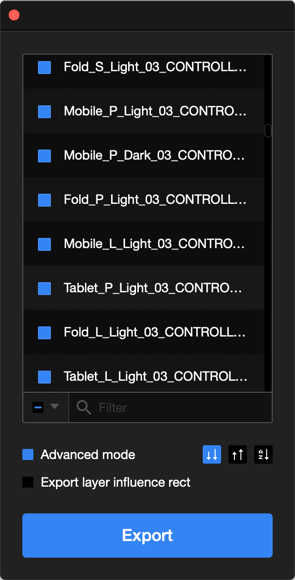 Fold_S_Light_03_CONTROLL...
Mobile_P_Light_03_CONTRO...
Mobile_P_Dark_03_CONTRO...
Fold_P_Light_03_CONTROLL...
Mobile_L_Light_03_CONTRO...
Tablet_P_Light_03_CONTRO...
Fold_L_Light_03_CONTROLL...
Tablet_L_Light_03_CONTROL...
Filter
Advanced mode
A
Z
Export layer influence rect
Export